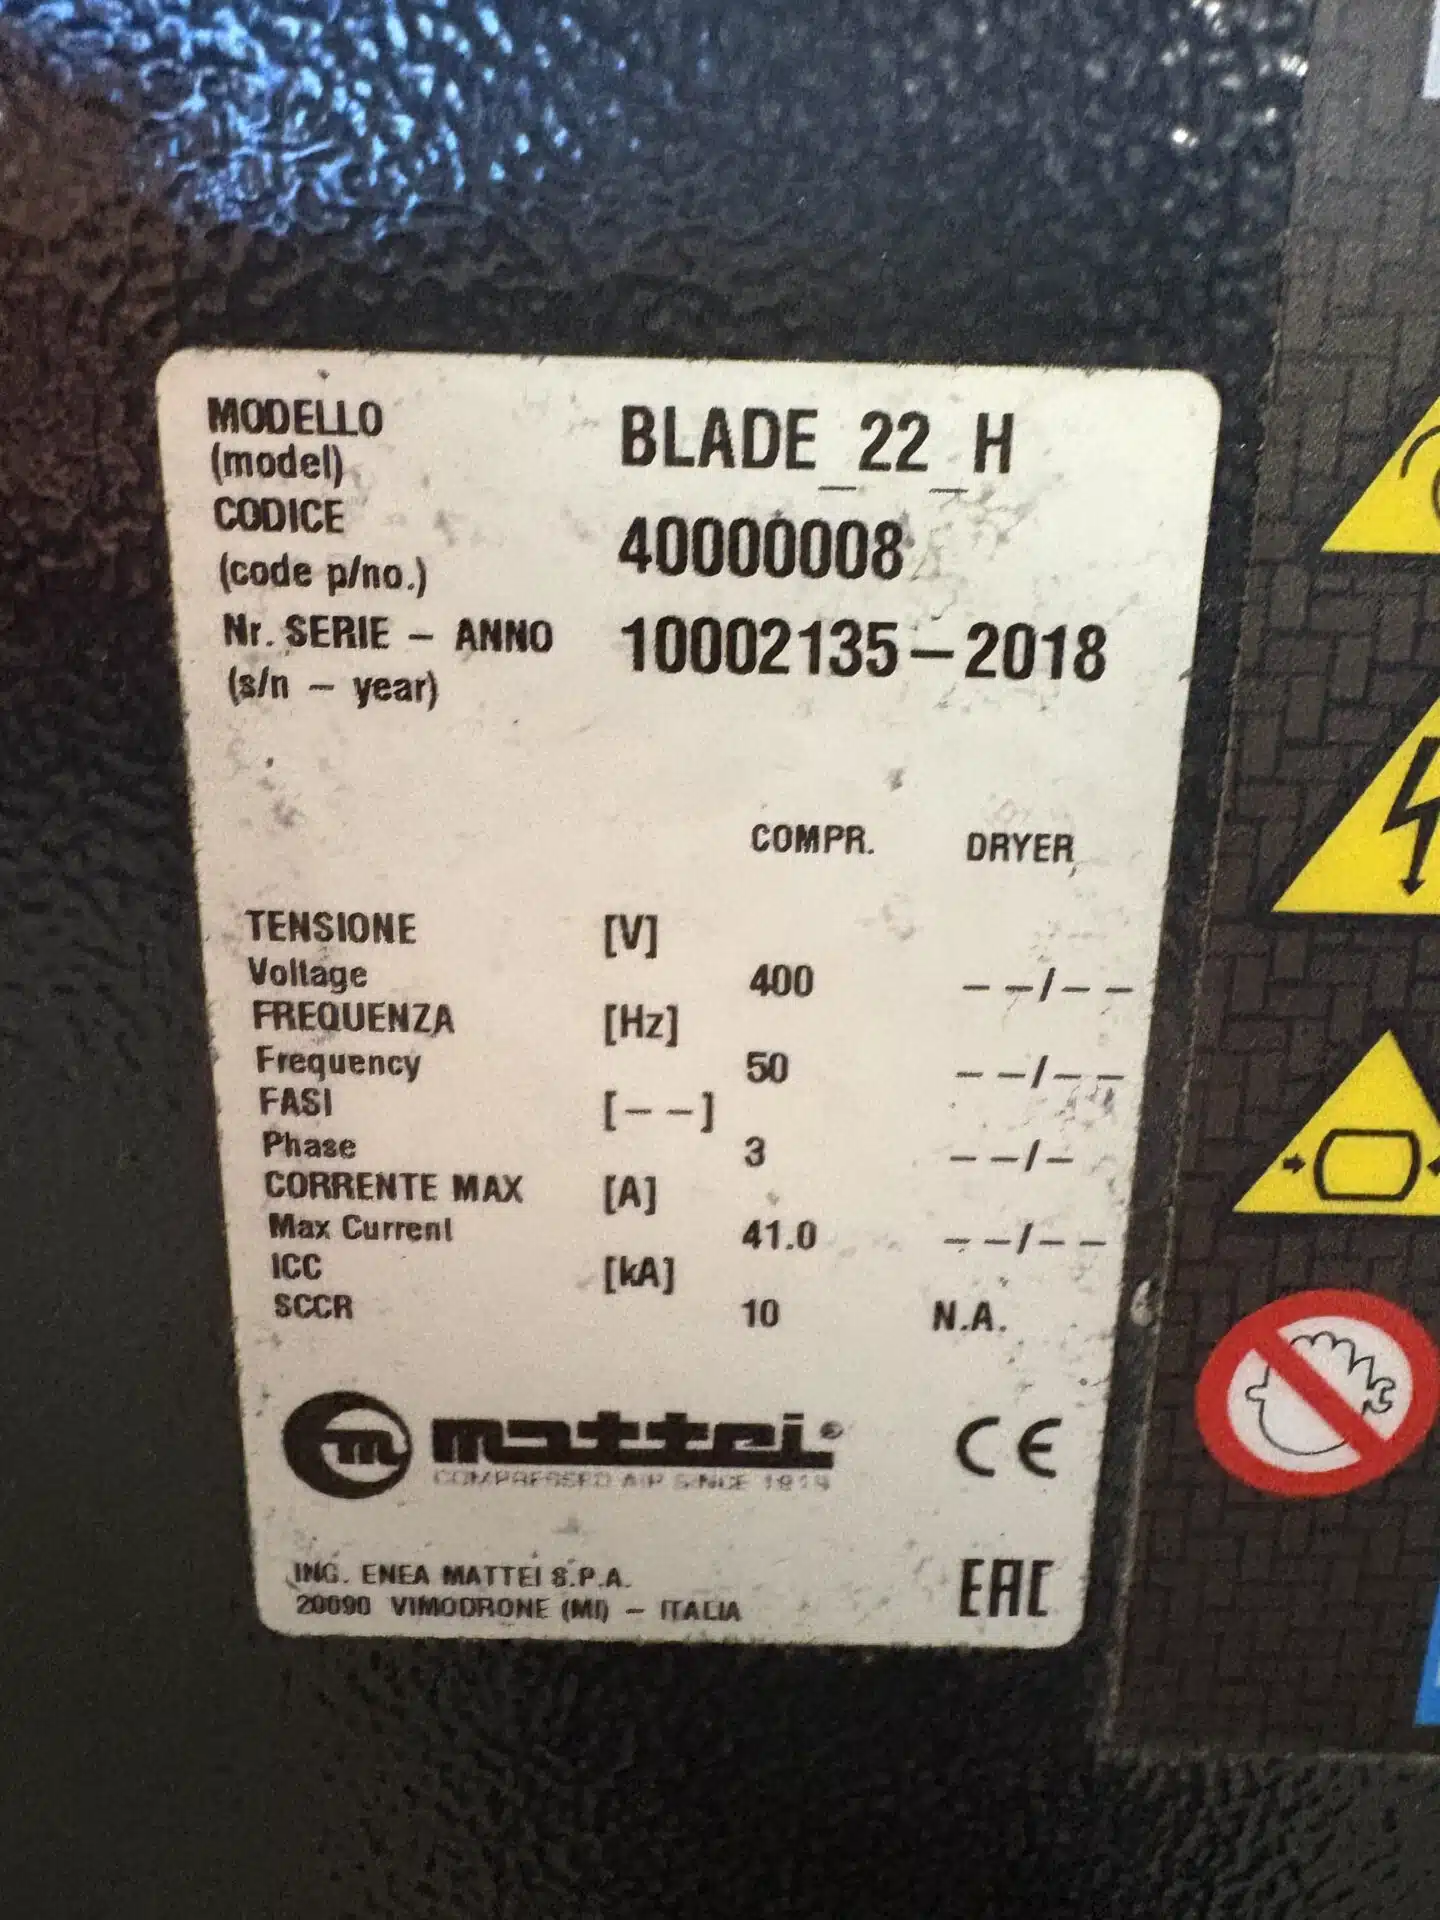 MODELLO BLADE_22_H
(model)
CODICE 40000008
(code p/no.)
Nr. SERIE – ANNO 10002135–2018
(s/n – year)
COMPR. DRYER
TENSIONE [V]
Voltage 400 – –/– –
FREQUENZA [Hz]
Frequency 50 – –/– –
FASI [– –]
Phase 3 – –/–
CORRENTE MAX [A]
Max Current 41.0 – –/– –
ICC [kA]
SCCR 10 N.A.
m mattei® CE
COMPRESSED AIR SINCE 1919
ING. ENEA MATTEI S.P.A.
20090 VIMODRONE (MI) – ITALIA
EAC